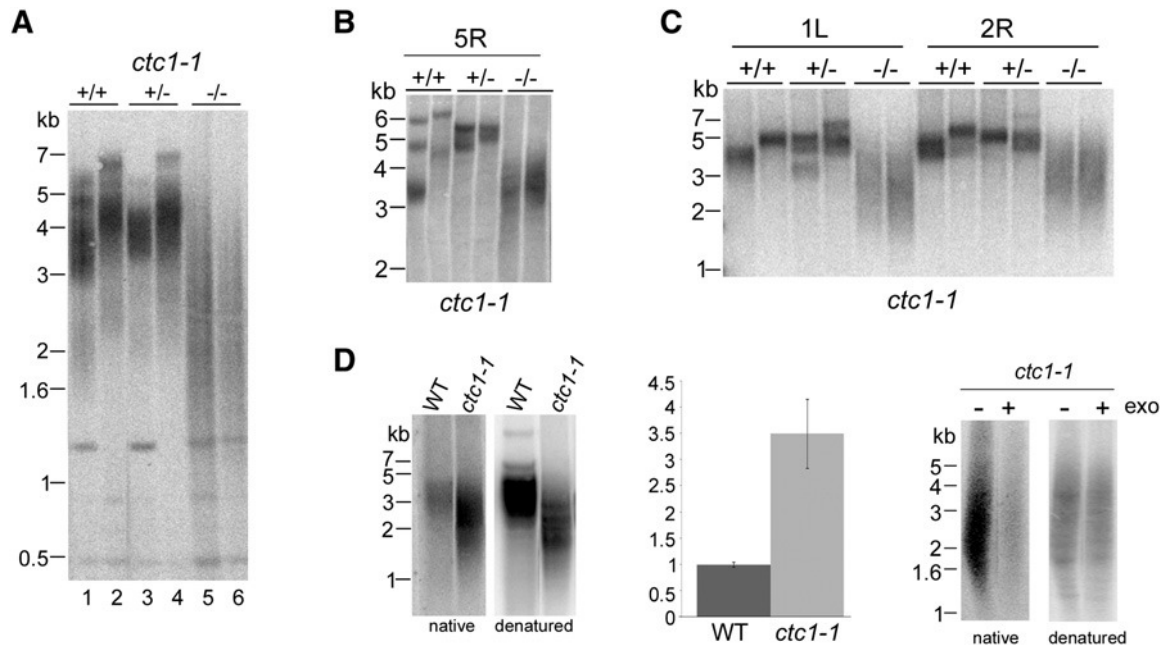 A
ctc1-1
+/+ +/- -/-
kb
7
5
4
3
2
1.6
1
0.5
1 2 3 4 5 6
B
5R
+/+ +/- -/-
kb
6
5
4
3
2
ctc1-1
C
1L 2R
+/+ +/- -/- +/+ +/- -/-
kb
7
5
3
2
1
ctc1-1
D
WT ctc1-1 WT ctc1-1
kb
7
5
3
2
1
native denatured
4.5
4
3.5
3
2.5
2
1.5
1
0.5
0
WT ctc1-1
ctc1-1
- + - + exo
kb
5
4
3
2
1.6
1
native denatured